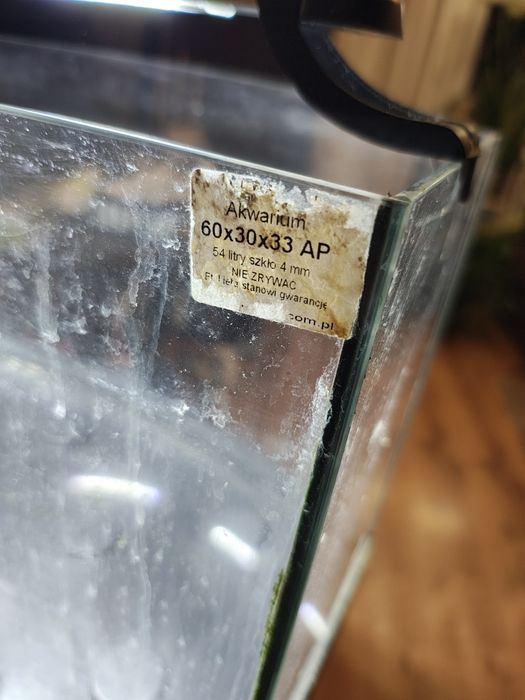 Akwarium
60x30x33 AP
54 litry szkło 4 mm
NIE ZRYWAĆ
stanowi gwarancję
.com.pl